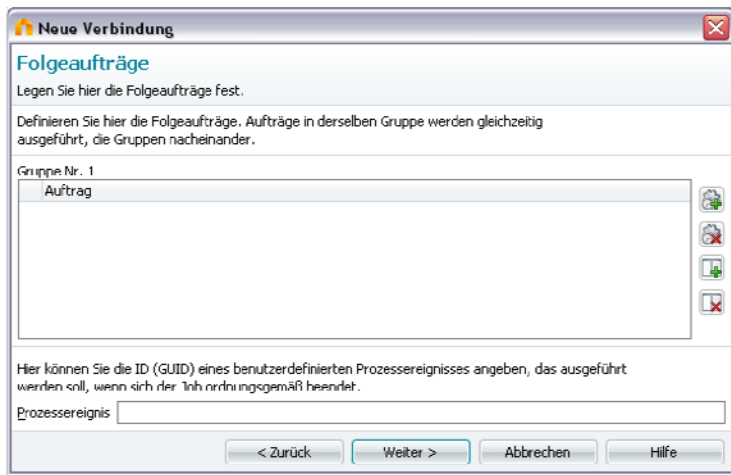 Neue Verbindung
Folgeaufträge
Legen Sie hier die Folgeaufträge fest.
Definieren Sie hier die Folgeaufträge. Aufträge in derselben Gruppe werden gleichzeitig
ausgeführt, die Gruppen nacheinander.
Gruppe Nr. 1
Auftrag
Hier können Sie die ID (GUID) eines benutzerdefinierten Prozessereignisses angeben, das ausgeführt
werden soll, wenn sich der Job ordnungsgemäß beendet.
Prozessereignis
< Zurück
Weiter >
Abbrechen
Hilfe